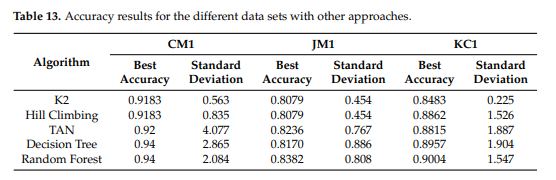 Table 13. Accuracy results for the different data sets with other approaches.
Algorithm CM1 JM1 KC1
Best Accuracy Standard Deviation Best Accuracy Standard Deviation Best Accuracy Standard Deviation
K2 0.9183 0.563 0.8079 0.454 0.8483 0.225
Hill Climbing 0.9183 0.835 0.8079 0.454 0.8862 1.526
TAN 0.92 4.077 0.8236 0.767 0.8815 1.887
Decision Tree 0.94 2.865 0.8170 0.886 0.8957 1.904
Random Forest 0.94 2.084 0.8382 0.808 0.9004 1.547